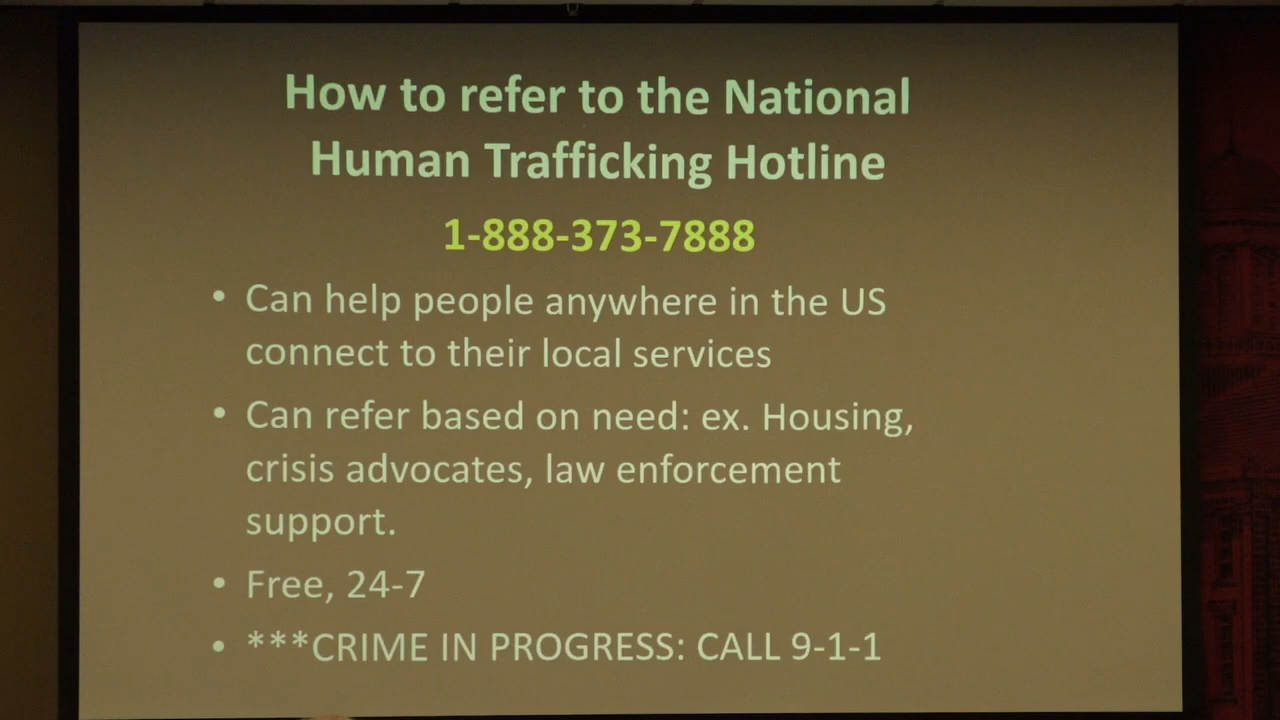 How to refer to the National
Human Trafficking Hotline
1-888-373-7888
• Can help people anywhere in the US
connect to their local services
• Can refer based on need: ex. Housing,
crisis advocates, law enforcement
support.
• Free, 24-7
• ***CRIME IN PROGRESS: CALL 9-1-1